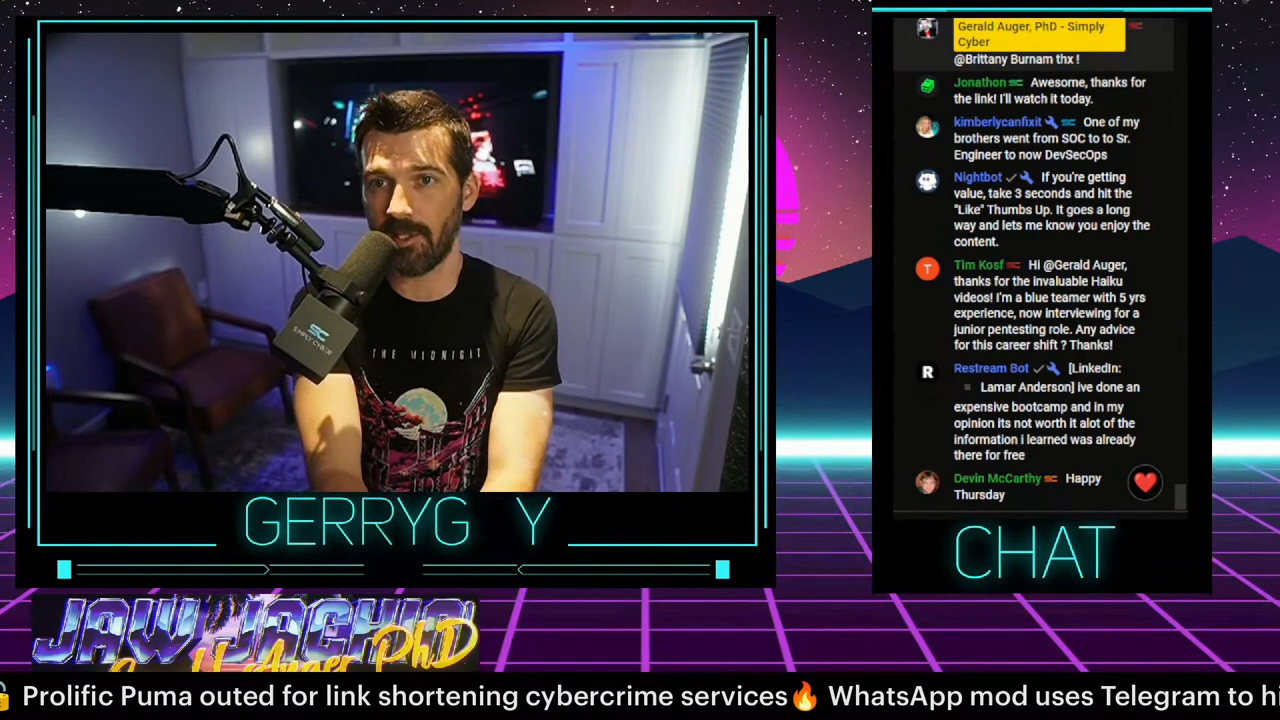 THE MIDNIGHT
SIMPLY CYBER
GERRYG Y
Gerald Auger, PhD - Simply
Cyber
@Brittany Burnam thx !
Jonathon Awesome, thanks for
the link! I'll watch it today.
kimberlycanfixit One of my
brothers went from SOC to to Sr.
Engineer to now DevSecOps
Nightbot If you're getting
value, take 3 seconds and hit the
"Like" Thumbs Up. It goes a long
way and lets me know you enjoy the
content.
T
Tim Kosf Hi @Gerald Auger,
thanks for the invaluable Haiku
videos! I'm a blue teamer with 5 yrs
experience, now interviewing for a
junior pentesting role. Any advice
for this career shift ? Thanks!
R
Restream Bot [LinkedIn:
Lamar Anderson] ive done an
expensive bootcamp and in my
opinion its not worth it alot of the
information i learned was already
there for free
Devin McCarthy Happy
Thursday
CHAT
JAW JACKIN'
PhD
Prolific Puma outed for link shortening cybercrime services🔥 WhatsApp mod uses Telegram to hi